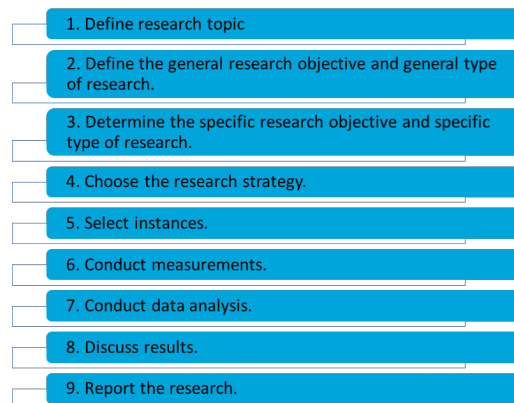 1. Define research topic
2. Define the general research objective and general type
of research.
3. Determine the specific research objective and specific
type of research.
4. Choose the research strategy.
5. Select instances.
6. Conduct measurements.
7. Conduct data analysis.
8. Discuss results.
9. Report the research.